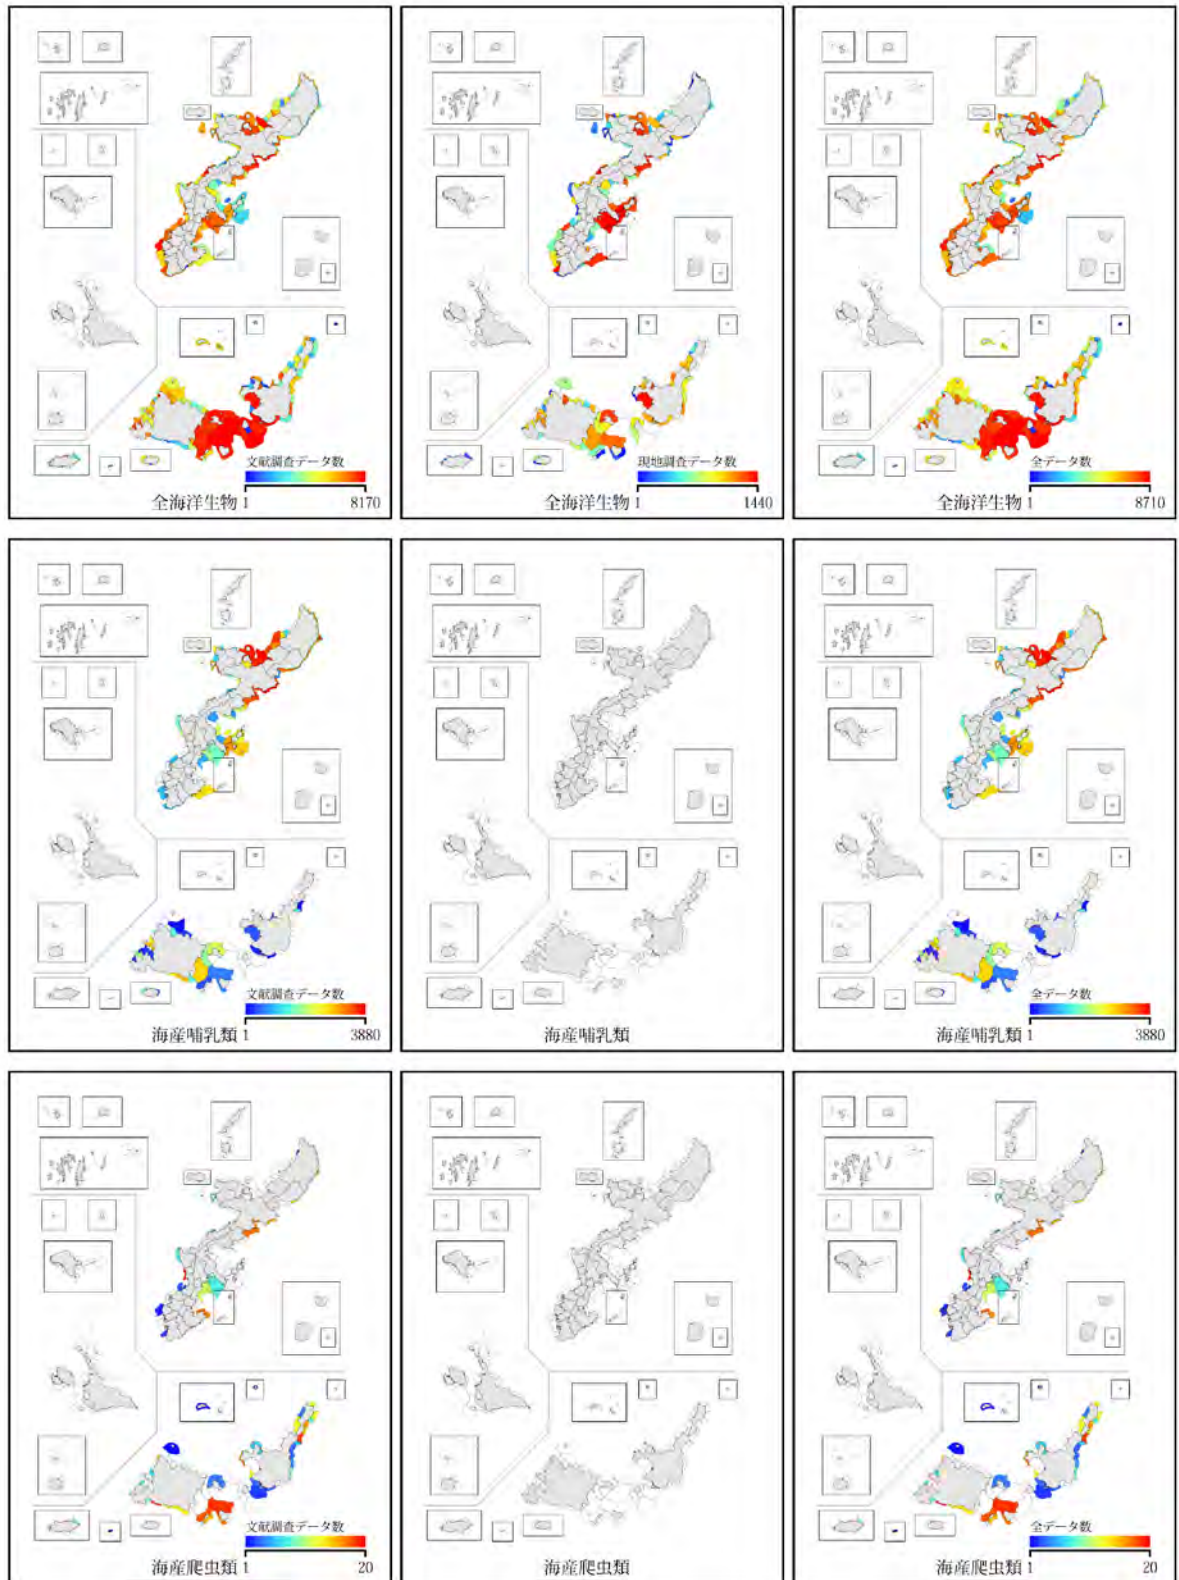 文献調査データ数
全海洋生物 1 8170
現地調査データ数
全海洋生物 1 1440
全データ数
全海洋生物 1 8710
文献調査データ数
海産哺乳類 1 3880
海産哺乳類
全データ数
海産哺乳類 1 3880
文献調査データ数
海産爬虫類 1 20
海産爬虫類
全データ数
海産爬虫類 1 20